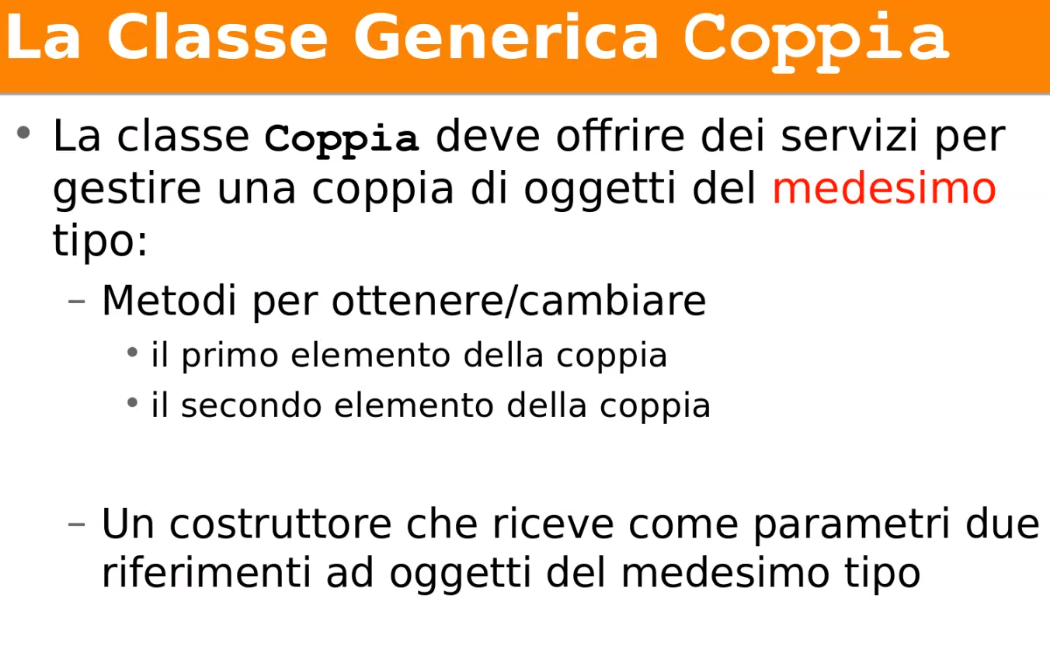 La Classe Generica Coppia
• La classe Coppia deve offrire dei servizi per
gestire una coppia di oggetti del medesimo
tipo:
– Metodi per ottenere/cambiare
• il primo elemento della coppia
• il secondo elemento della coppia
– Un costruttore che riceve come parametri due
riferimenti ad oggetti del medesimo tipo